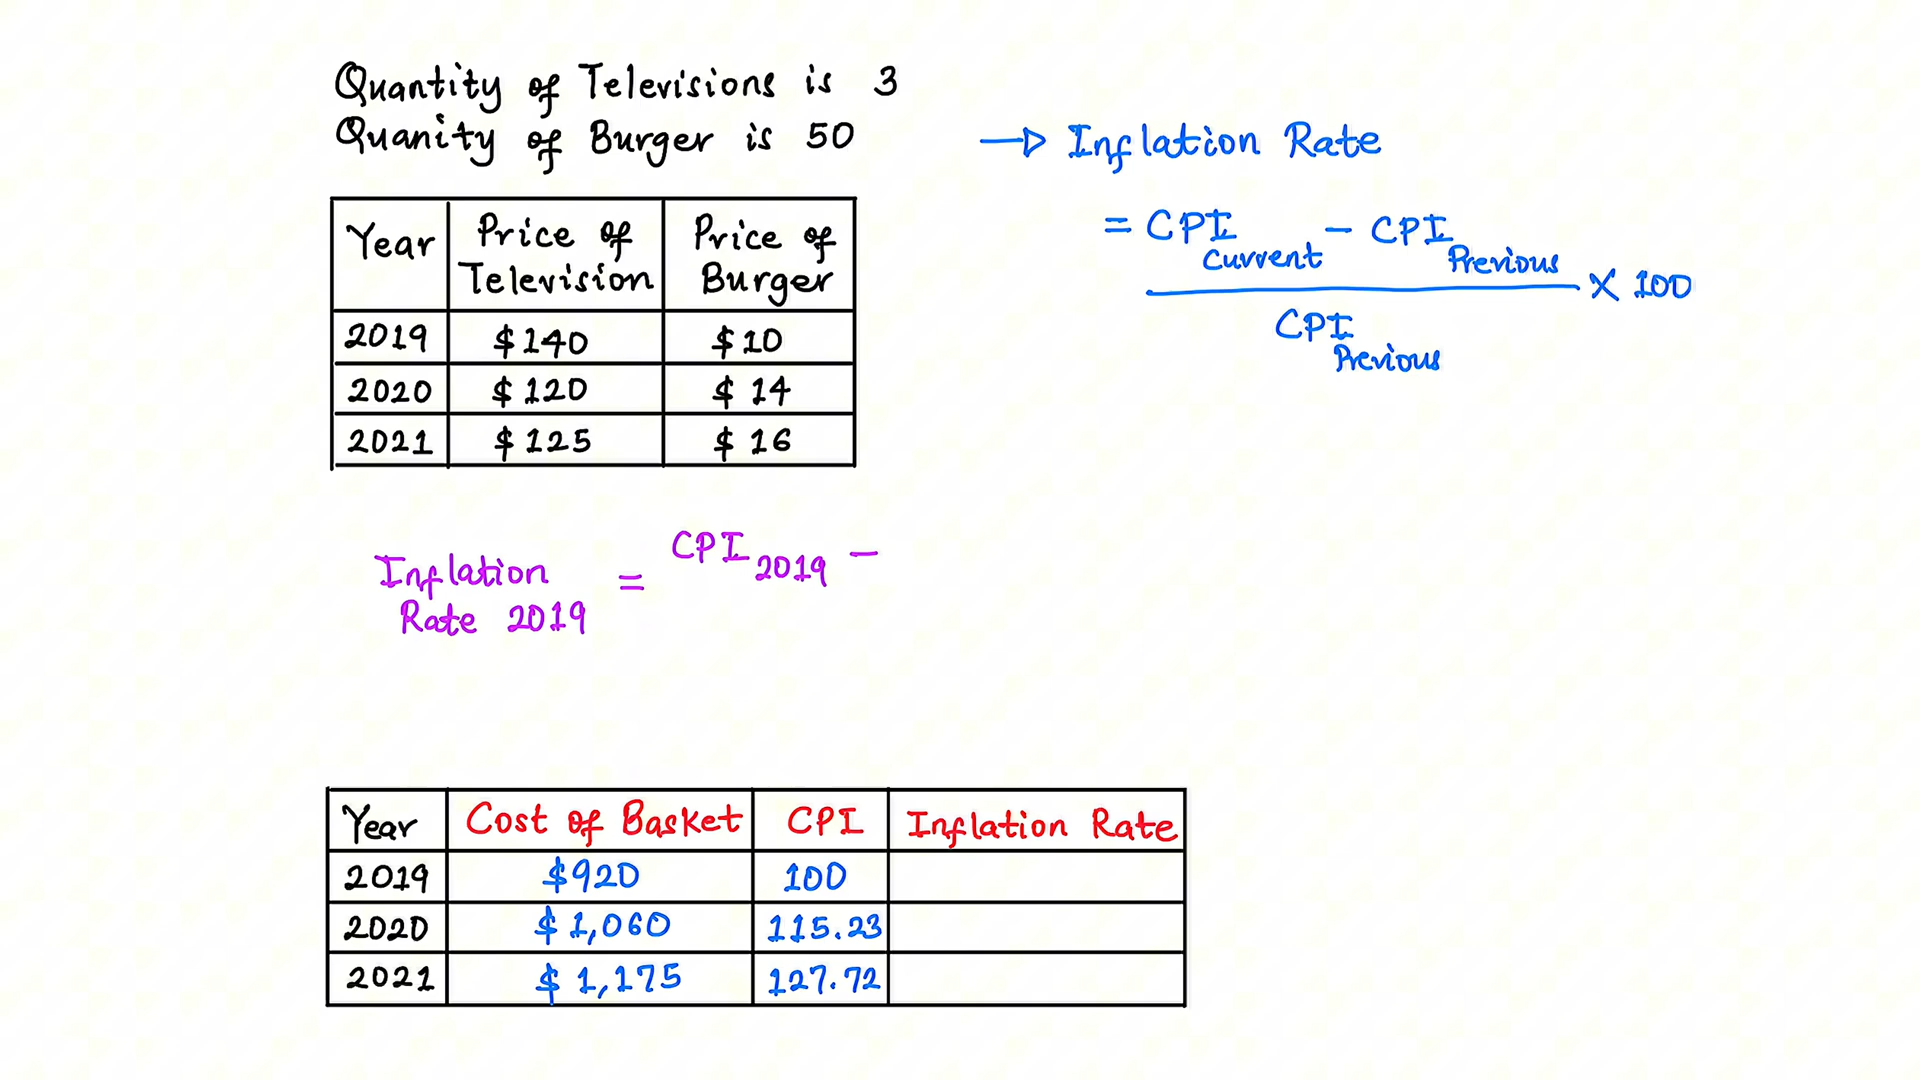 Quantity of Televisions is 3
Quanity of Burger is 50
Year Price of Television Price of Burger
2019 $140 $10
2020 $120 $14
2021 $125 $16
→ Inflation Rate
= CPI Current - CPI Previous × 100
CPI Previous
Inflation Rate 2019 = CPI 2019 -
Year Cost of Basket CPI Inflation Rate
2019 $920 100
2020 $1,060 115.23
2021 $1,175 127.72